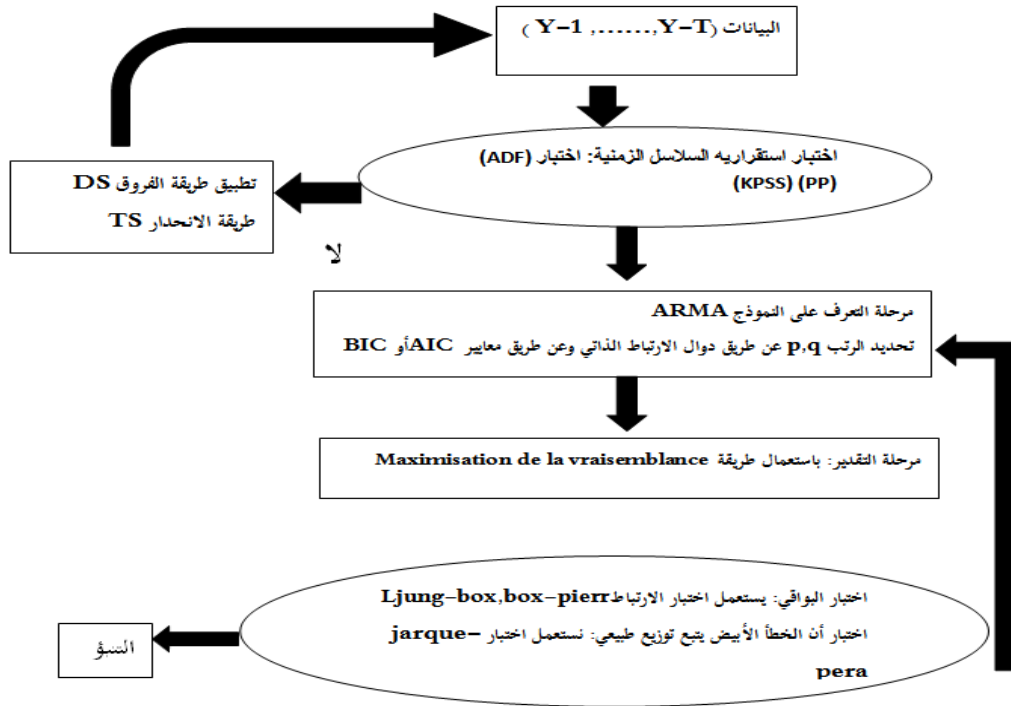 البيانات (Y-1 ,......, Y-T )
اختبار استقراريه السلاسل الزمنية: اختبار (ADF)
(KPSS) (PP)
تطبيق طريقة الفروق DS
طريقة الانحدار TS
لا
مرحلة التعرف على النموذج ARMA
تحديد الرتب p,q عن طريق دوال الارتباط الذاتي وعن طريق معايير AICأو BIC
مرحلة التقدير: باستعمال طريقة Maximisation de la vraisemblance
اختبار البواقي: يستعمل اختبار الارتباطLjung-box,box-pierr
اختبار أن الخطأ الأبيض يتبع توزيع طبيعي: نستعمل اختبار jarque-
pera
التنبؤ